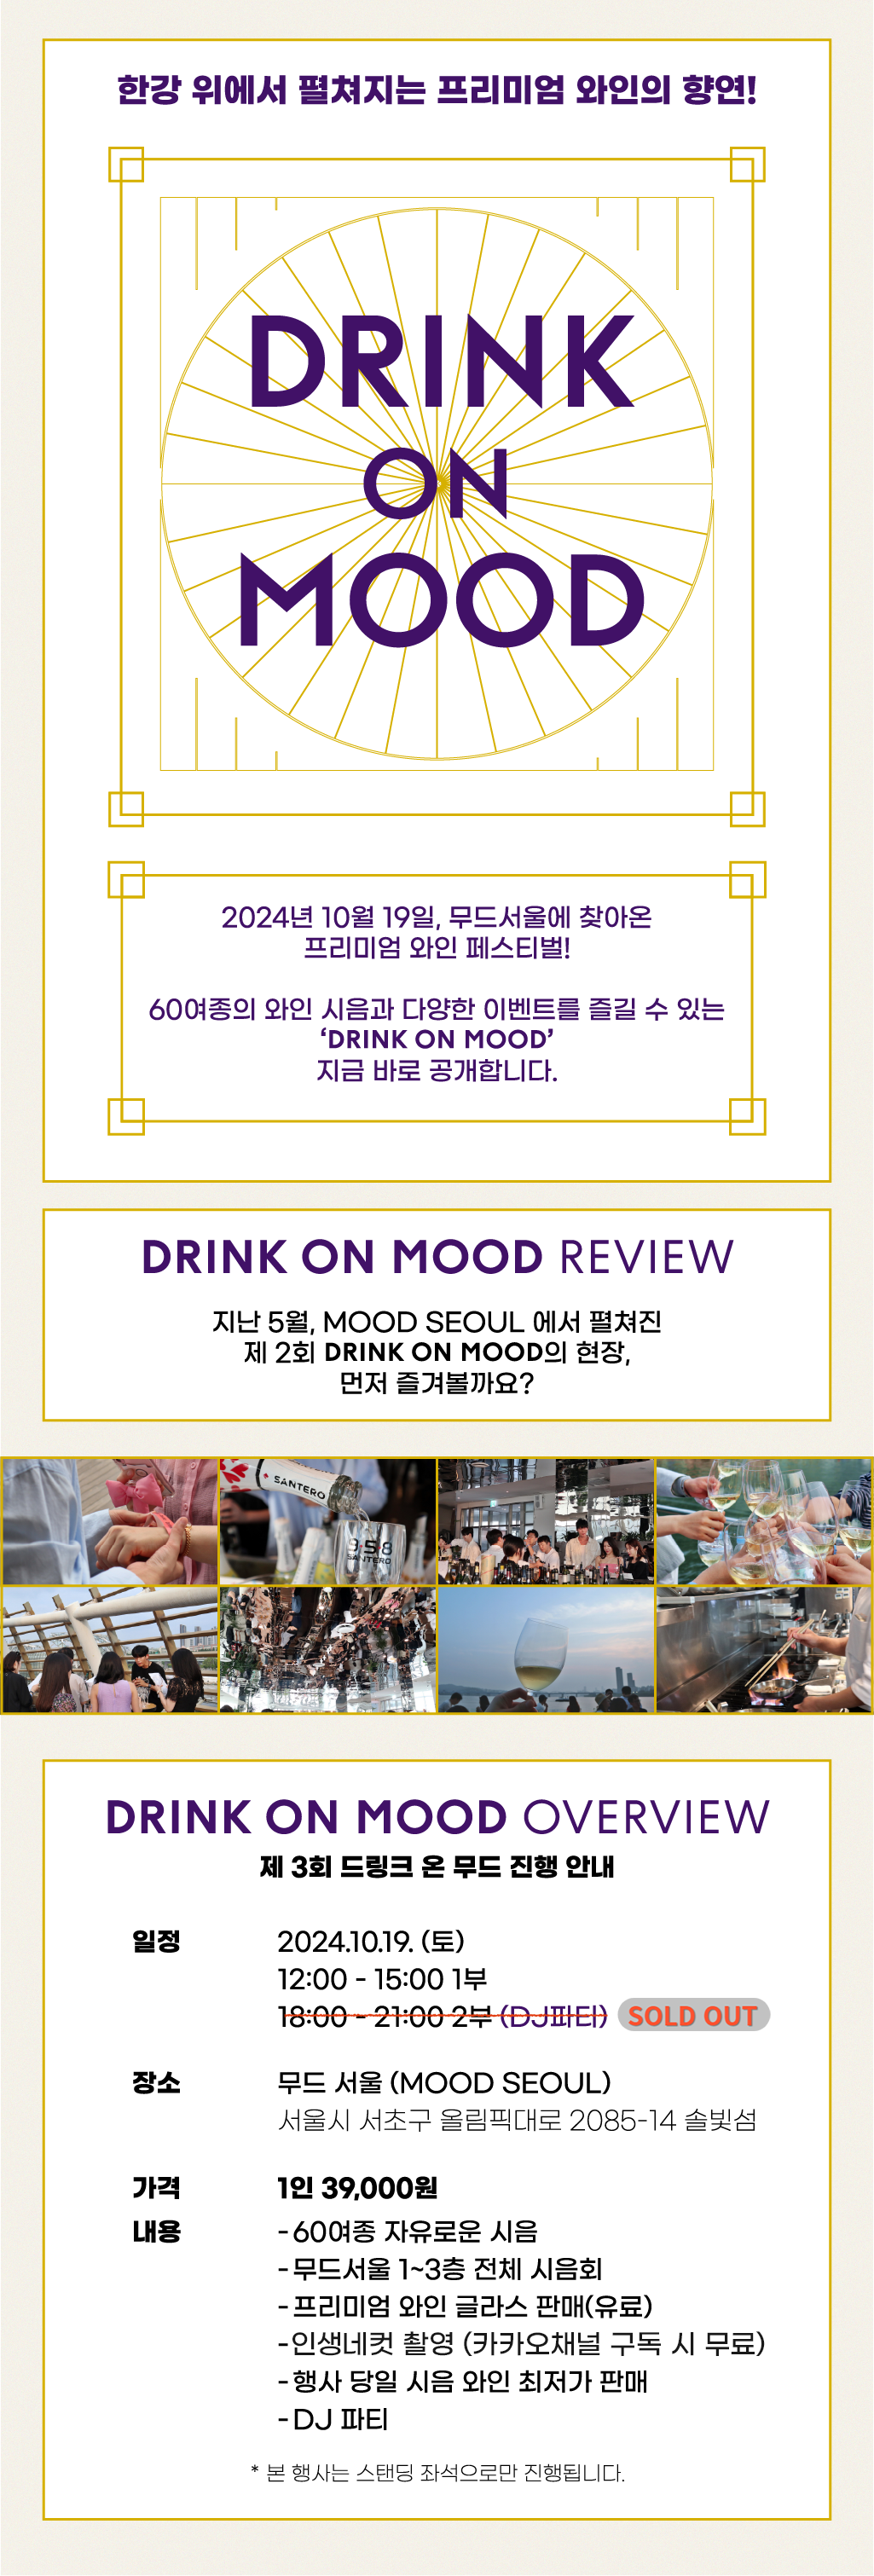 한강 위에서 펼쳐지는 프리미엄 와인의 향연!
DRINK
ON
MOOD
2024년 10월 19일, 무드서울에 찾아온
프리미엄 와인 페스티벌!
60여종의 와인 시음과 다양한 이벤트를 즐길 수 있는
‘DRINK ON MOOD’
지금 바로 공개합니다.
DRINK ON MOOD REVIEW
지난 5월, MOOD SEOUL 에서 펼쳐진
제 2회 DRINK ON MOOD의 현장,
먼저 즐겨볼까요?
SANTERO
958
SANTERO
DRINK ON MOOD OVERVIEW
제 3회 드링크 온 무드 진행 안내
일정 2024.10.19. (토)
12:00 - 15:00 1부
18:00 - 21:00 2부 (DJ파티) SOLD OUT
장소 무드 서울 (MOOD SEOUL)
서울시 서초구 올림픽대로 2085-14 솔빛섬
가격 1인 39,000원
내용 - 60여종 자유로운 시음
- 무드서울 1~3층 전체 시음회
- 프리미엄 와인 글라스 판매(유료)
- 인생네컷 촬영 (카카오채널 구독 시 무료)
- 행사 당일 시음 와인 최저가 판매
- DJ 파티
* 본 행사는 스탠딩 좌석으로만 진행됩니다.